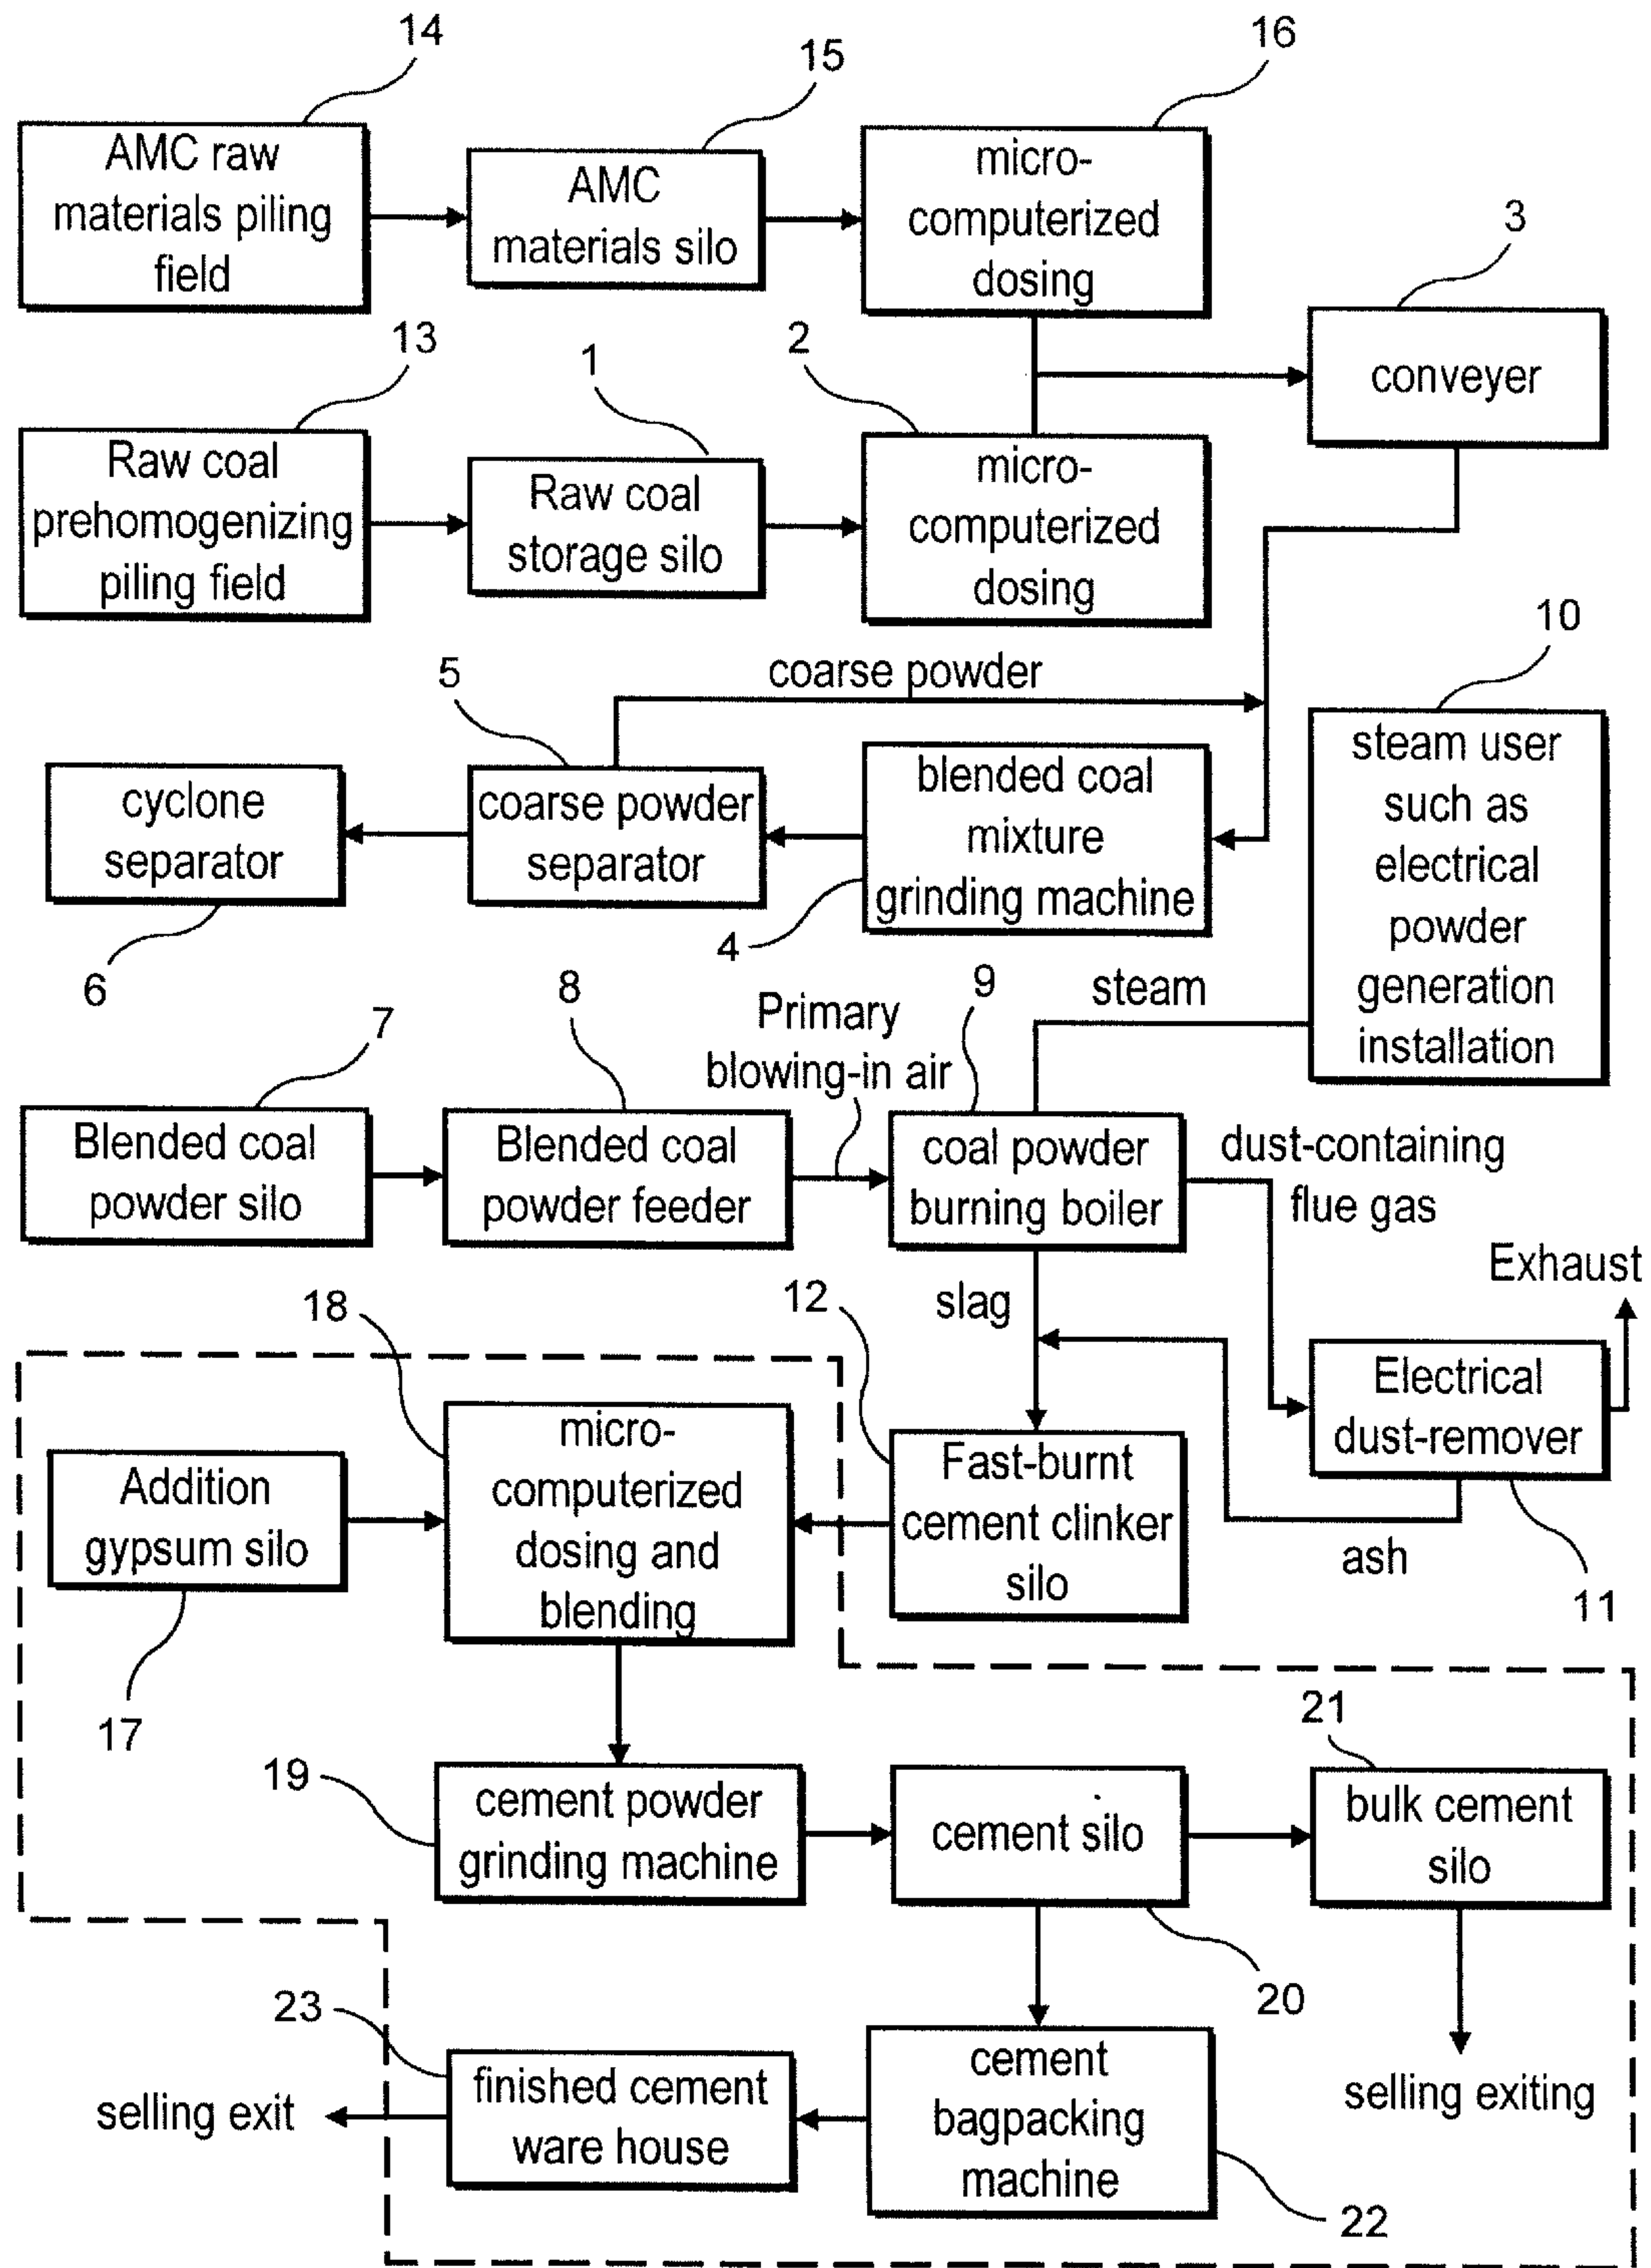 14
15
16
AMC raw
materials piling
field
AMC
materials silo
micro-
computerized
dosing
3
conveyer
13
1
2
Raw coal
prehomogenizing
piling field
Raw coal
storage silo
micro-
computerized
dosing
10
5
coarse powder
steam user
such as
electrical
powder
generation
installation
cyclone
separator
coarse powder
separator
blended coal
mixture
grinding machine
4
6
7
8
Primary
blowing-in air
9
steam
Blended coal
powder silo
Blended coal
powder feeder
coal powder
burning boiler
dust-containing
flue gas
Exhaust
18
12
slag
Electrical
dust-remover
ash
11
Addition
gypsum silo
micro-
computerized
dosing and
blending
Fast-burnt
cement clinker
silo
17
21
19
cement powder
grinding machine
cement silo
bulk cement
silo
20
23
selling exit
finished cement
ware house
cement
bagpacking
machine
selling exiting
22